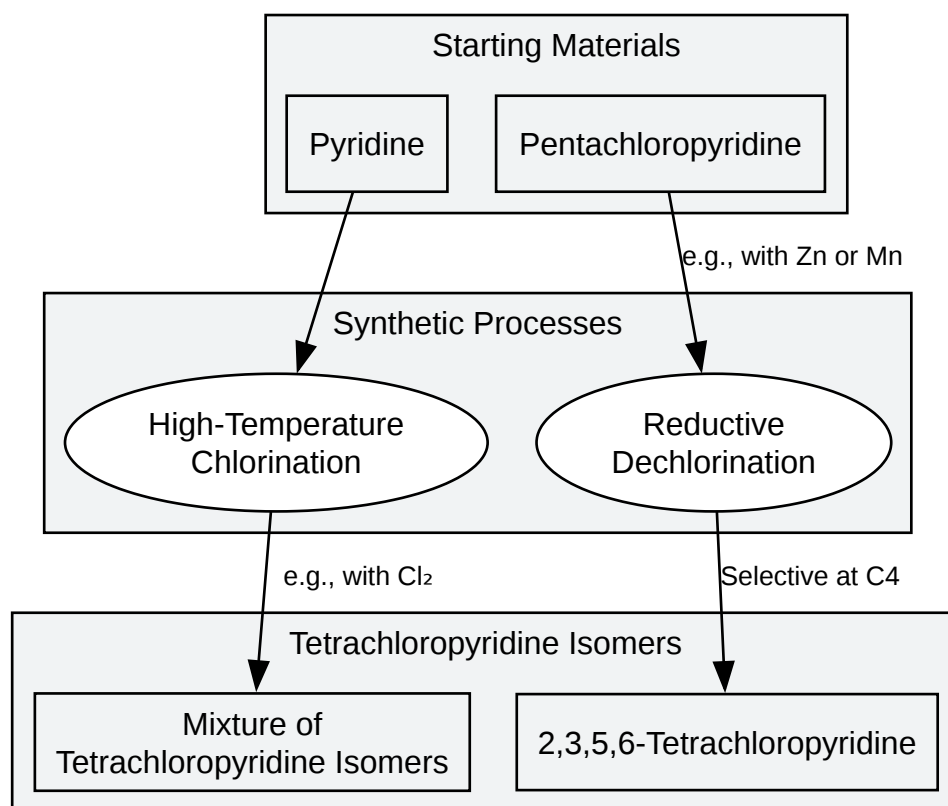 Starting Materials
Pyridine
Pentachloropyridine
e.g., with Zn or Mn
Synthetic Processes
High-Temperature
Chlorination
Reductive
Dechlorination
e.g., with Cl₂
Selective at C4
Tetrachloropyridine Isomers
Mixture of
Tetrachloropyridine Isomers
2,3,5,6-Tetrachloropyridine